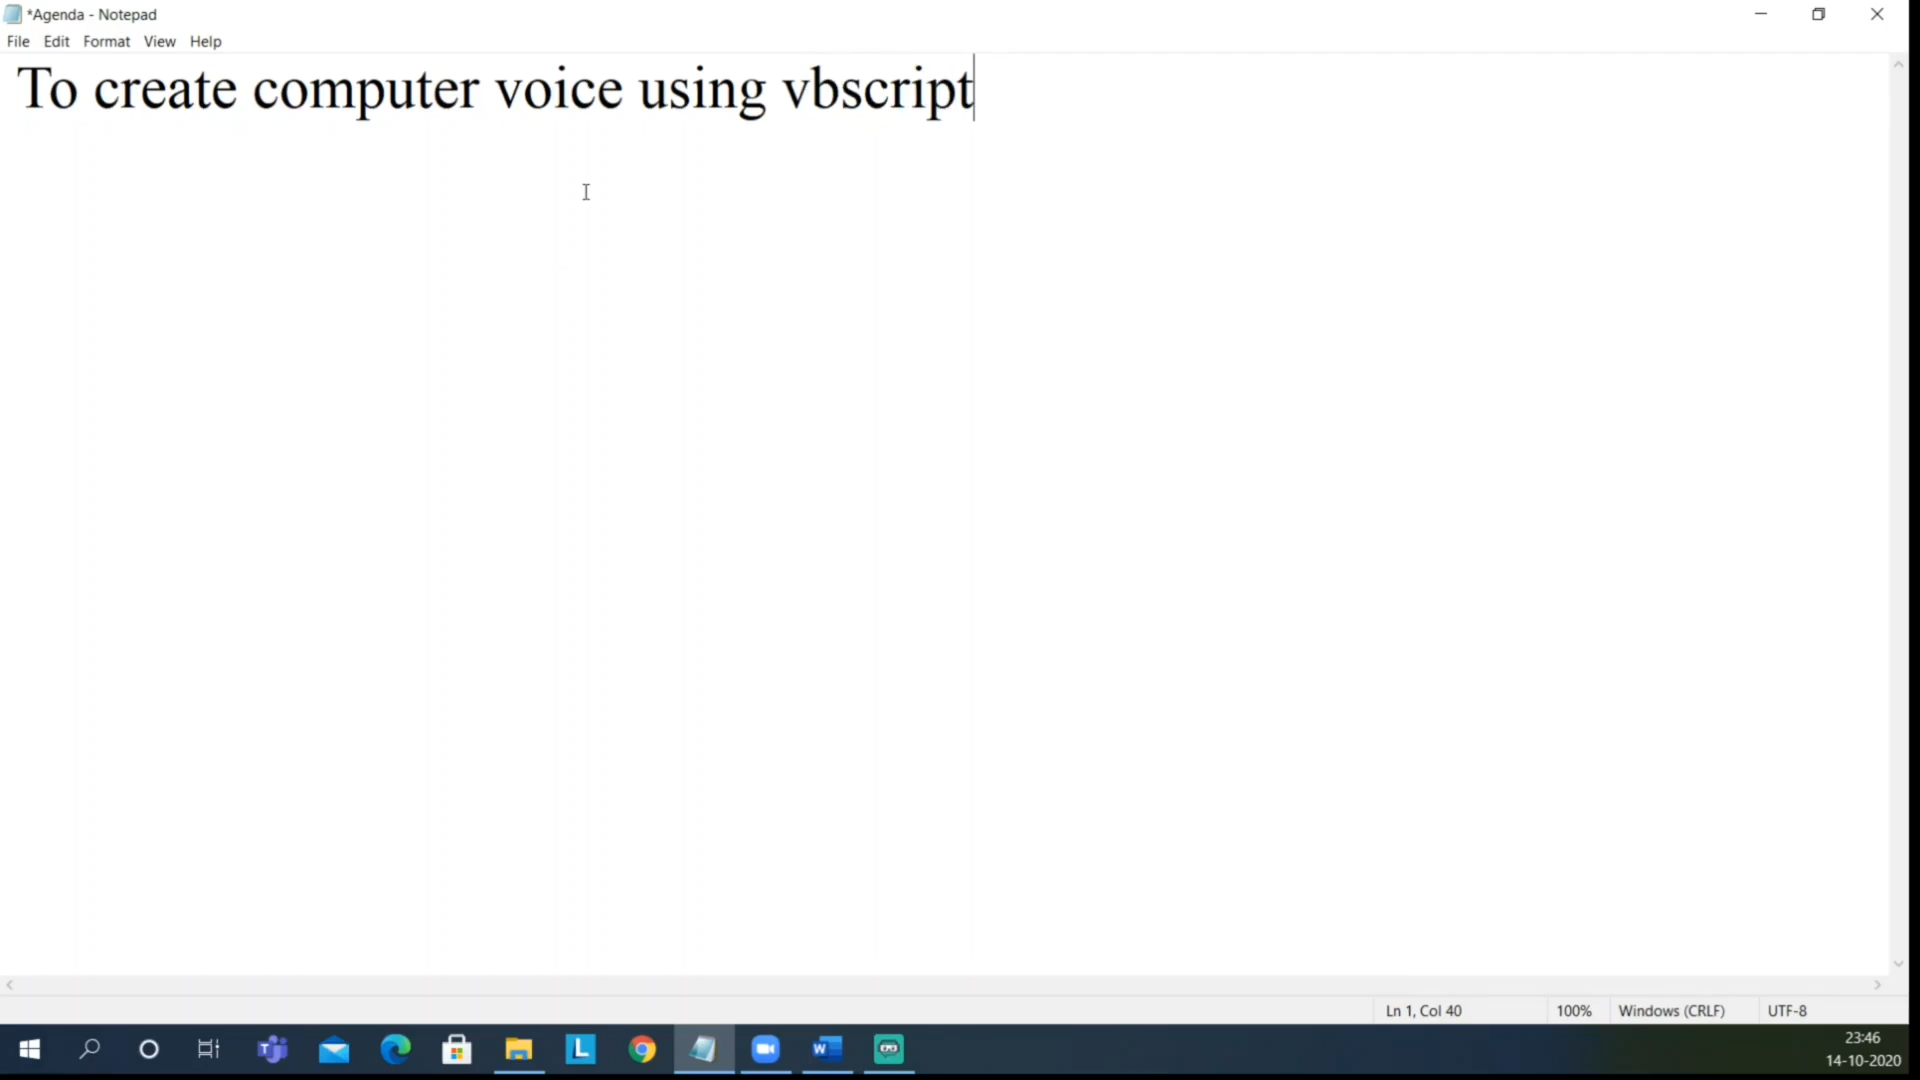 *Agenda - Notepad
File Edit Format View Help
To create computer voice using vbscript
Ln 1, Col 40 100% Windows (CRLF) UTF-8
23:46
14-10-2020